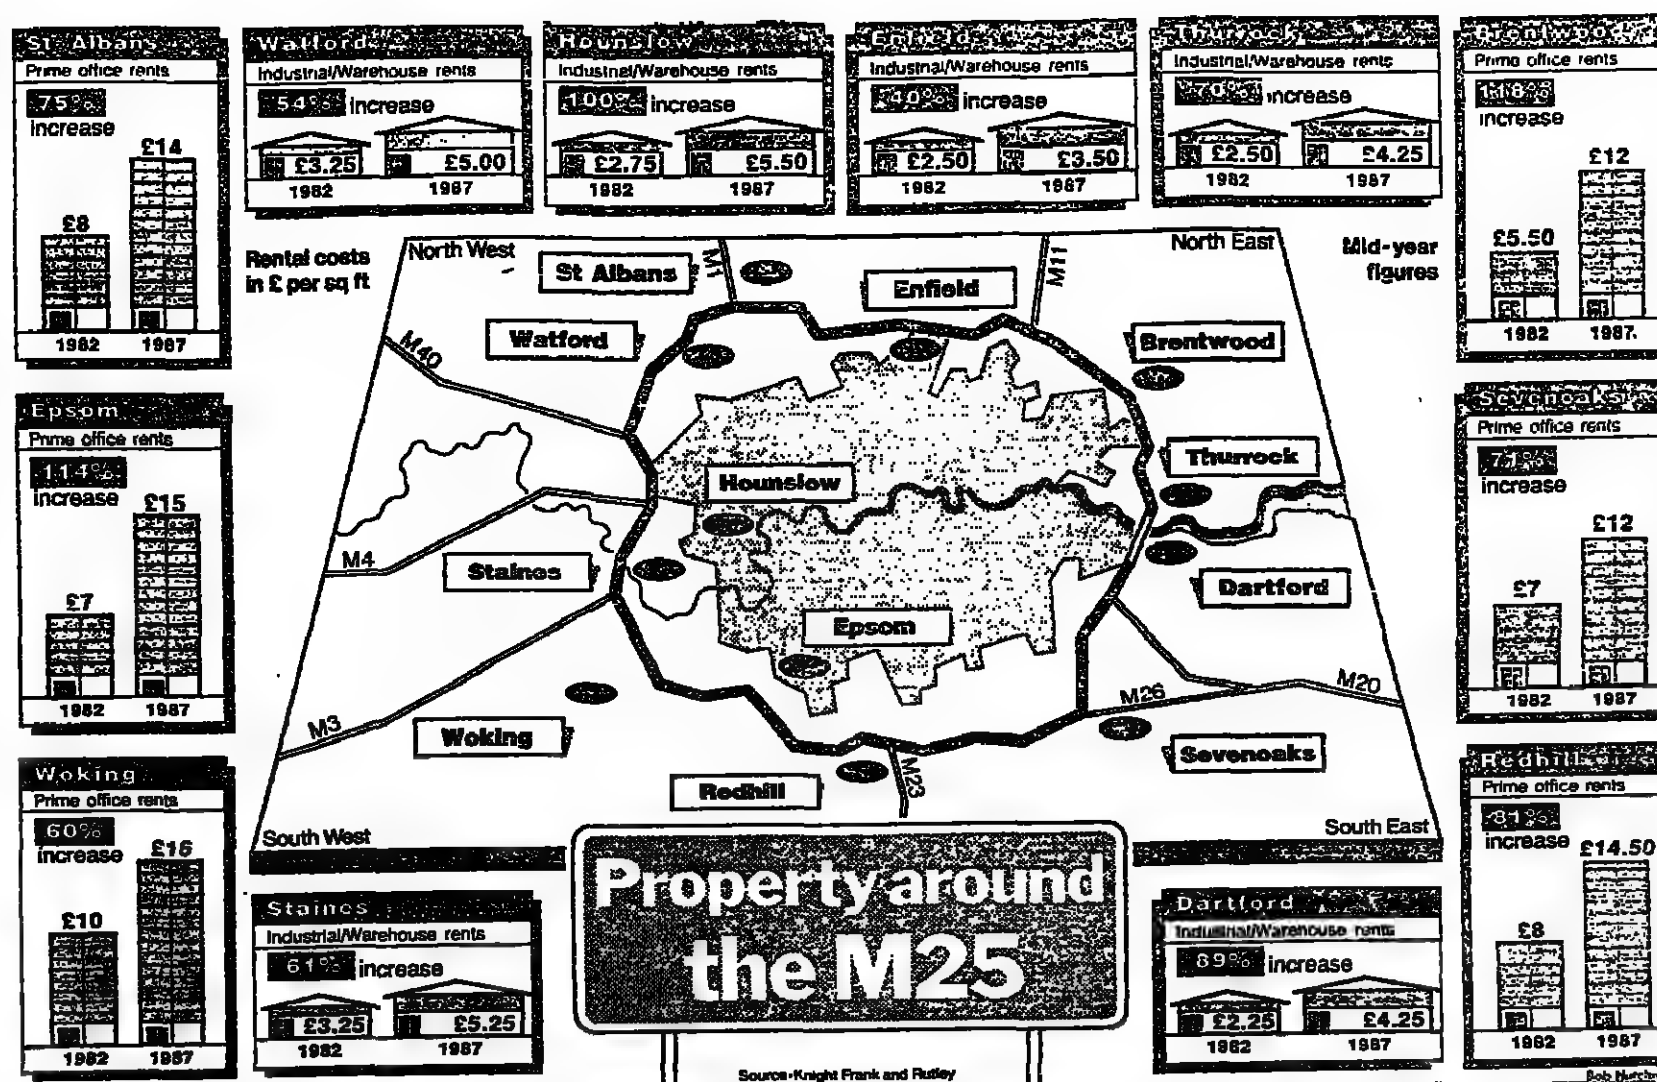 St Albans
Prime office rents
75%
increase
£14
£8
1982 1987
Watford
Industrial/Warehouse rents
54% increase
£3.25 £5.00
1982 1987
Hounslow
Industrial/Warehouse rents
100% increase
£2.75 £5.50
1982 1987
Enfield
Industrial/Warehouse rents
40% increase
£2.50 £3.50
1982 1987
Thurrock
Industrial/Warehouse rents
70% increase
£2.50 £4.25
1982 1987
Brentwoo
Prime office rents
118%
increase
£12
£5.50
1982 1987.
Rental costs
in £ per sq ft
Mid-year
figures
North West
North East
M1
M11
St Albans
Enfield
Watford
Brentwood
M40
Thurrock
Hounslow
M4
Staines
Dartford
Epsom
M3
M26
M20
Woking
Sevenoaks
Redhill
M23
South West
South East
Epsom
Prime office rents
114%
increase
£15
£7
1982 1987
Sevenoaks
Prime office rents
increase
£12
£7
1982 1987
Woking
Prime office rents
60%
increase
£16
£10
1982 1987
Staines
Industrial/Warehouse rents
61% increase
£3.25 £5.25
1982 1987
Property around
the M25
Source·Knight Frank and Rutley
Dartford
Industrial/Warehouse rents
89% increase
£2.25 £4.25
1982 1987
Redhill
Prime office rents
81%
increase
£14.50
£8
1982 1987
Bob